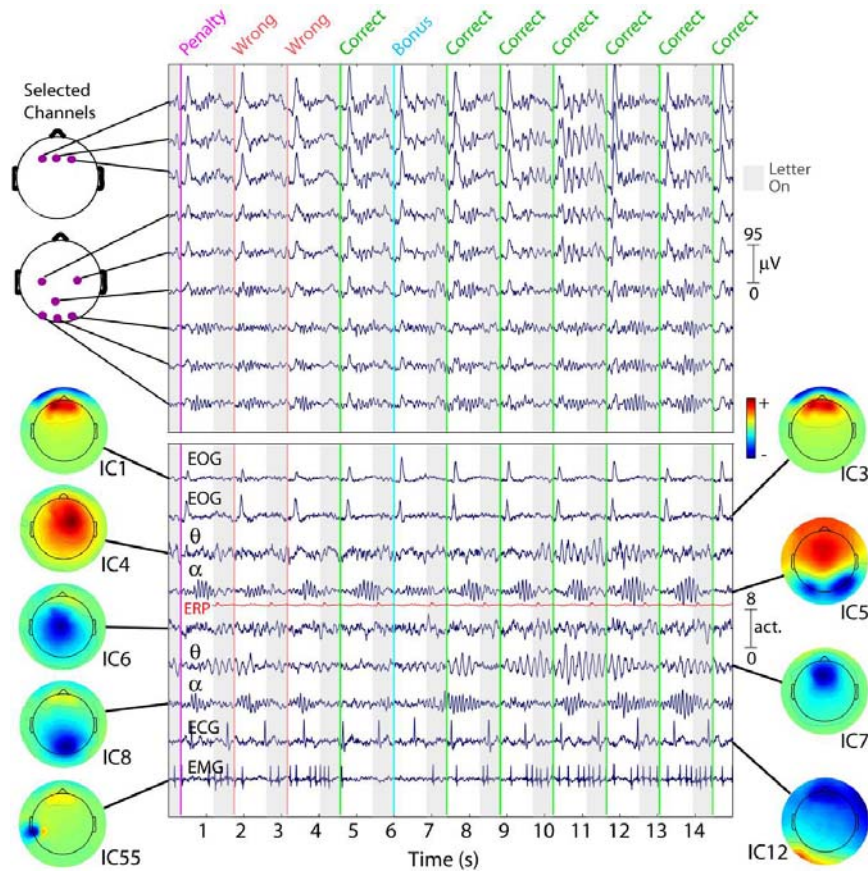 Penalty
Wrong
Wrong
Correct
Bonus
Correct
Correct
Correct
Correct
Correct
Correct
Selected
Channels
Letter
On
95
μV
0
+
-
IC1
IC3
IC4
IC5
IC6
IC7
IC8
IC12
IC55
EOG
EOG
θ
α
ERP
θ
α
ECG
EMG
8
act.
0
1 2 3 4 5 6 7 8 9 10 11 12 13 14
Time (s)